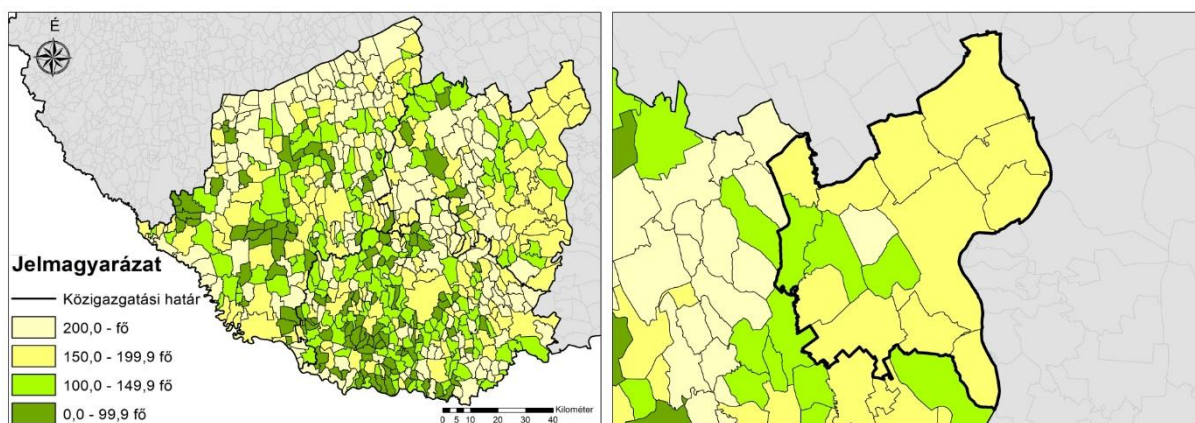 É
Jelmagyarázat
Közigazgatási határ
200,0 - fő
150,0 - 199,9 fő
100,0 - 149,9 fő
0,0 - 99,9 fő
Kilométer
0 5 10 20 30 40